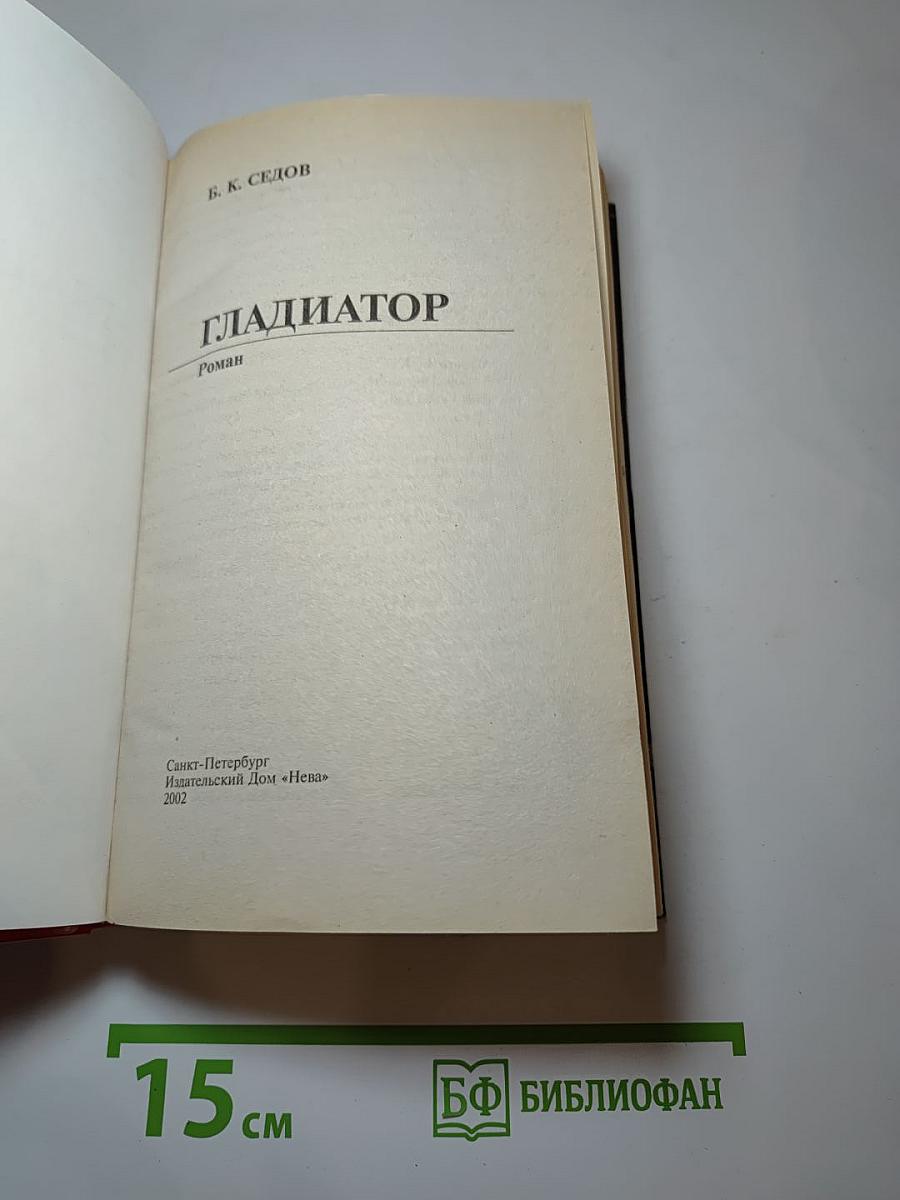 Б. К. СЕДОВ
ГЛАДИАТОР
Роман
Санкт-Петербург
Издательский Дом «Нева»
2002
15 см
БФ БИБЛИОФАН